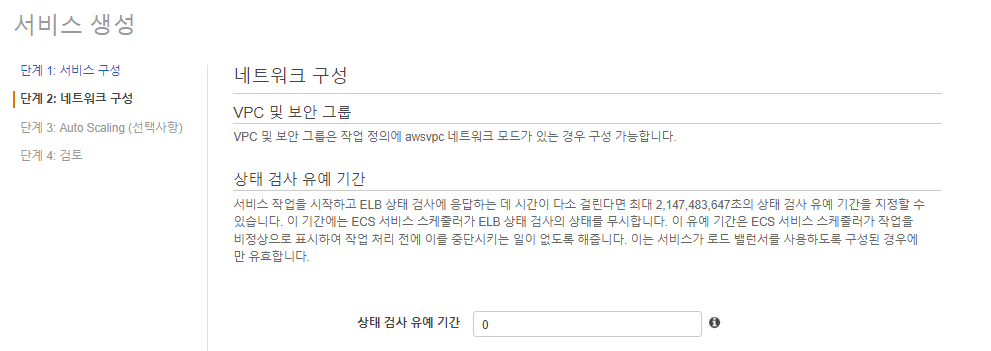 서비스 생성
단계 1: 서비스 구성
단계 2: 네트워크 구성
단계 3: Auto Scaling (선택사항)
단계 4: 검토
네트워크 구성
VPC 및 보안 그룹
VPC 및 보안 그룹은 작업 정의에 awsvpc 네트워크 모드가 있는 경우 구성 가능합니다.
상태 검사 유예 기간
서비스 작업을 시작하고 ELB 상태 검사에 응답하는 데 시간이 다소 걸린다면 최대 2,147,483,647초의 상태 검사 유예 기간을 지정할 수
있습니다. 이 기간에는 ECS 서비스 스케줄러가 ELB 상태 검사의 상태를 무시합니다. 이 유예 기간은 ECS 서비스 스케줄러가 작업을
비정상으로 표시하여 작업 처리 전에 이를 중단시키는 일이 없도록 해줍니다. 이는 서비스가 로드 밸런서를 사용하도록 구성된 경우에
만 유효합니다.
상태 검사 유예 기간 0